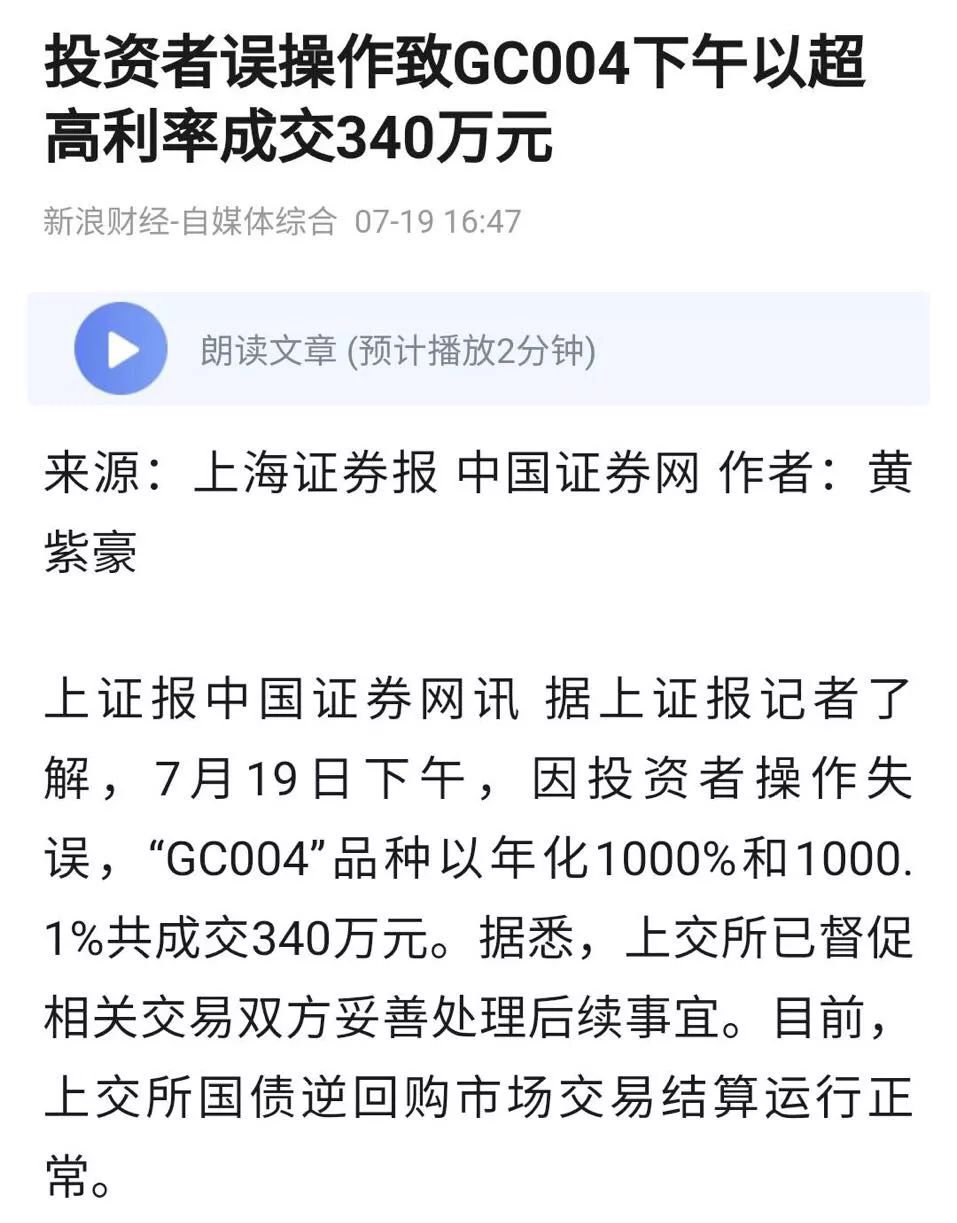 投资者误操作致GC004下午以超
高利率成交340万元
新浪财经-自媒体综合 07-19 16:47
朗读文章 (预计播放2分钟)
来源：上海证券报 中国证券网 作者：黄
紫豪
上证报中国证券网讯 据上证报记者了
解，7月19日下午，因投资者操作失
误，“GC004”品种以年化1000%和1000.
1%共成交340万元。据悉，上交所已督促
相关交易双方妥善处理后续事宜。目前，
上交所国债逆回购市场交易结算运行正
常。